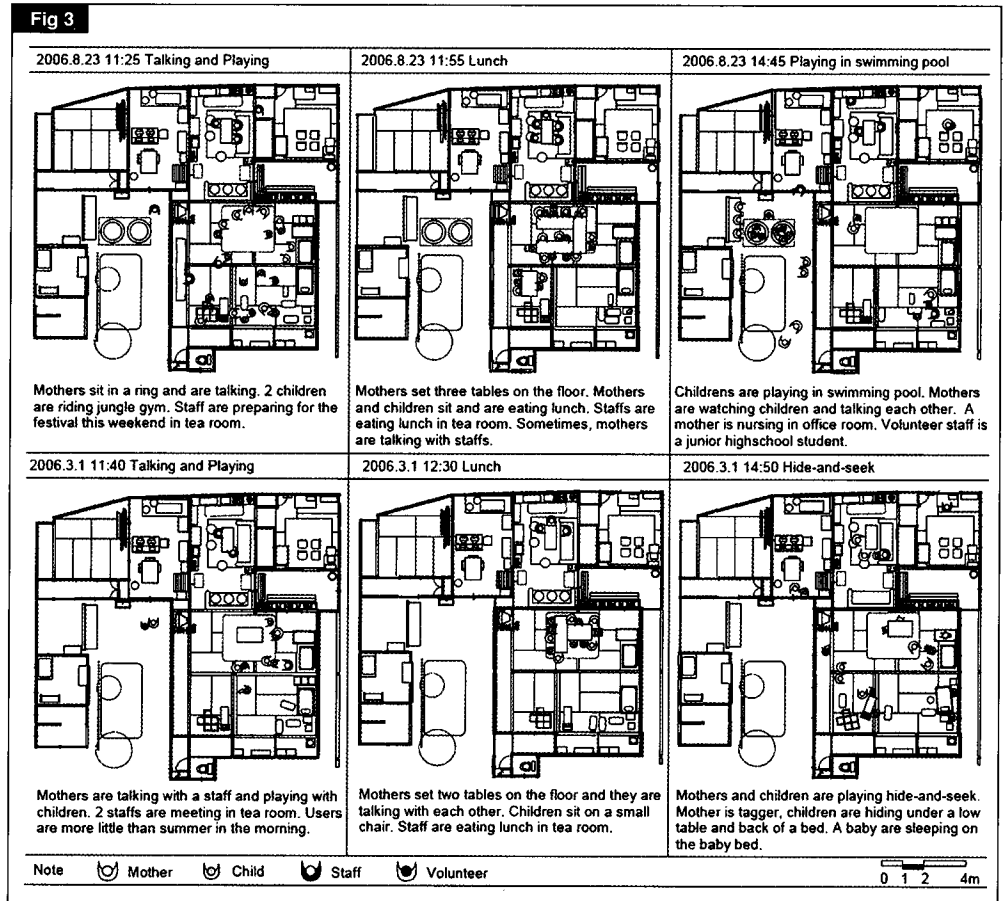 Fig 3
2006.8.23 11:25 Talking and Playing
2006.8.23 11:55 Lunch
2006.8.23 14:45 Playing in swimming pool
Mothers sit in a ring and are talking. 2 children
are riding jungle gym. Staff are preparing for the
festival this weekend in tea room.
Mothers set three tables on the floor. Mothers
and children sit and are eating lunch. Staffs are
eating lunch in tea room. Sometimes, mothers
are talking with staffs.
Childrens are playing in swimming pool. Mothers
are watching children and talking each other. A
mother is nursing in office room. Volunteer staff is
a junior highschool student.
2006.3.1 11:40 Talking and Playing
2006.3.1 12:30 Lunch
2006.3.1 14:50 Hide-and-seek
Mothers are talking with a staff and playing with
children. 2 staffs are meeting in tea room. Users
are more little than summer in the morning.
Mothers set two tables on the floor and they are
talking with each other. Children sit on a small
chair. Staff are eating lunch in tea room.
Mothers and children are playing hide-and-seek.
Mother is tagger, children are hiding under a low
table and back of a bed. A baby are sleeping on
the baby bed.
Note Mother Child Staff Volunteer
0 1 2 4m